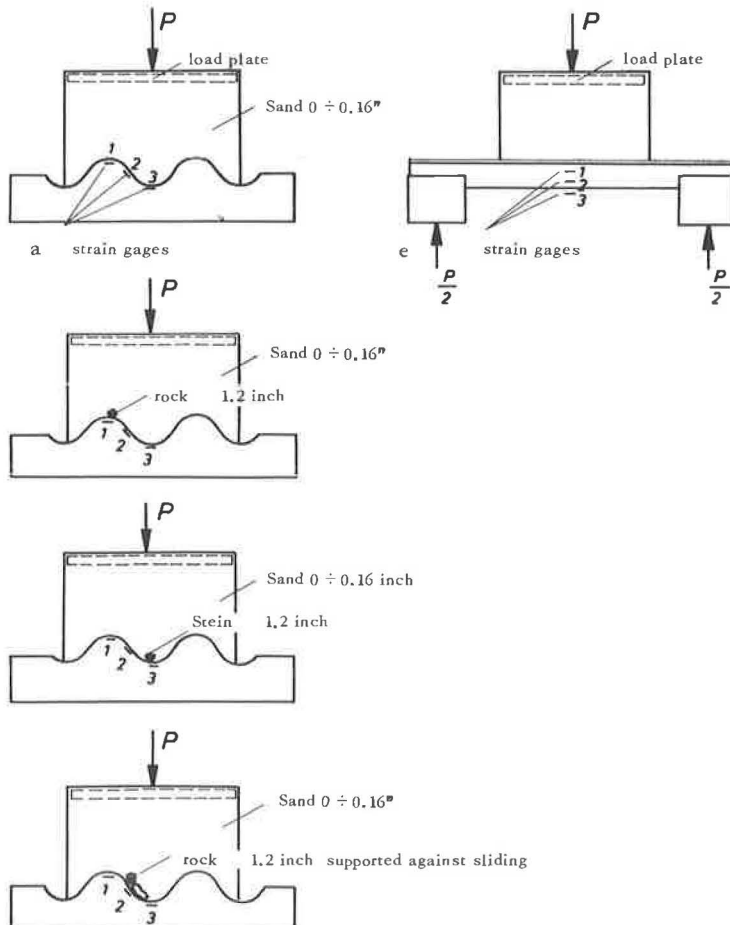 P
load plate
Sand 0 ÷ 0.16"
1
2
3
a
strain gages
P
load plate
1
2
3
e
strain gages
P/2
P/2
P
Sand 0 ÷ 0.16"
rock 1.2 inch
1
2
3
P
Sand 0 ÷ 0.16 inch
Stein 1.2 inch
1
2
3
P
Sand 0 ÷ 0.16"
rock 1.2 inch supported against sliding
1
2
3